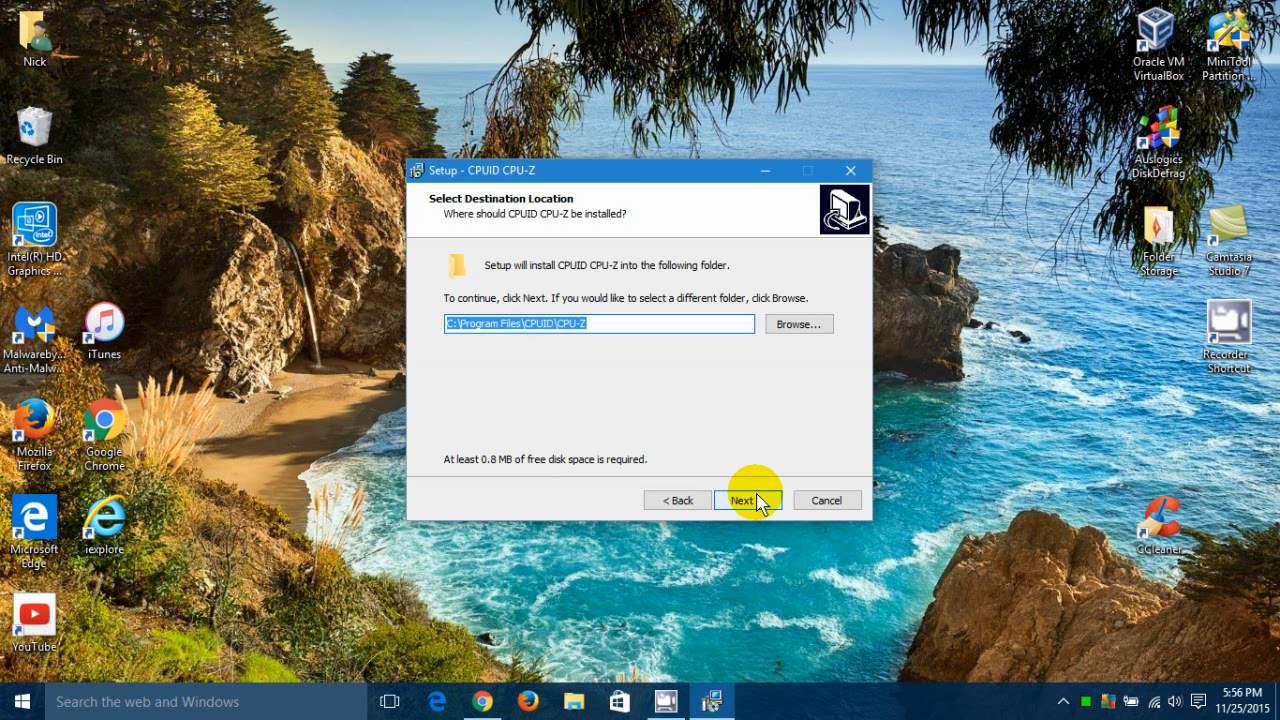 Nick
Recycle Bin
Intel(R) HD
Graphics ...
Malwareby...
Anti-Malw...
iTunes
Mozilla
Firefox
Google
Chrome
Microsoft
Edge
iexplore
YouTube
Setup - CPUID CPU-Z
Select Destination Location
Where should CPUID CPU-Z be installed?
Setup will install CPUID CPU-Z into the following folder.
To continue, click Next. If you would like to select a different folder, click Browse.
C:\Program Files\CPUID\CPU-Z
Browse...
At least 0.8 MB of free disk space is required.
< Back
Next
Cancel
Oracle VM
VirtualBox
MiniTool
Partition ...
Auslogics
DiskDefrag
Folder
Storage
Camtasia
Studio 7
Recorder
Shortcut
CCleaner
Search the web and Windows
5:56 PM
11/25/2015